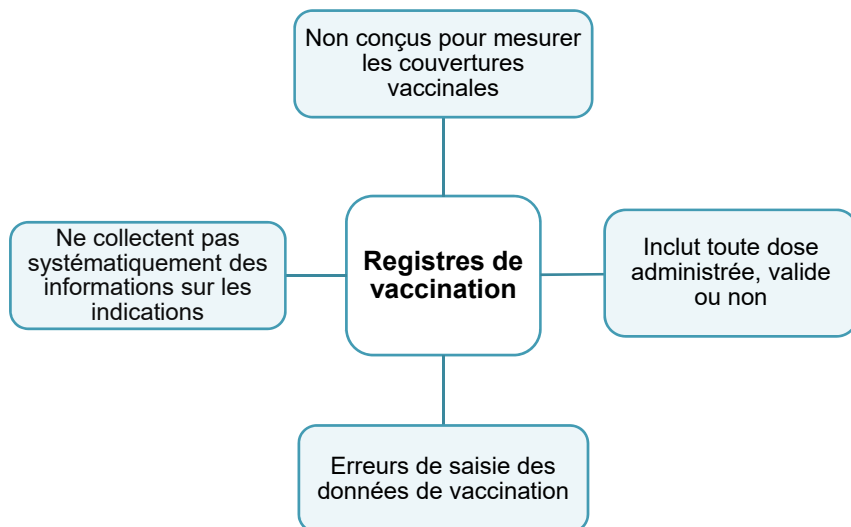 Non conçus pour mesurer
les couvertures
vaccinales
Ne collectent pas
systématiquement des
informations sur les
indications
Registres de
vaccination
Inclut toute dose
administrée, valide
ou non
Erreurs de saisie des
données de vaccination